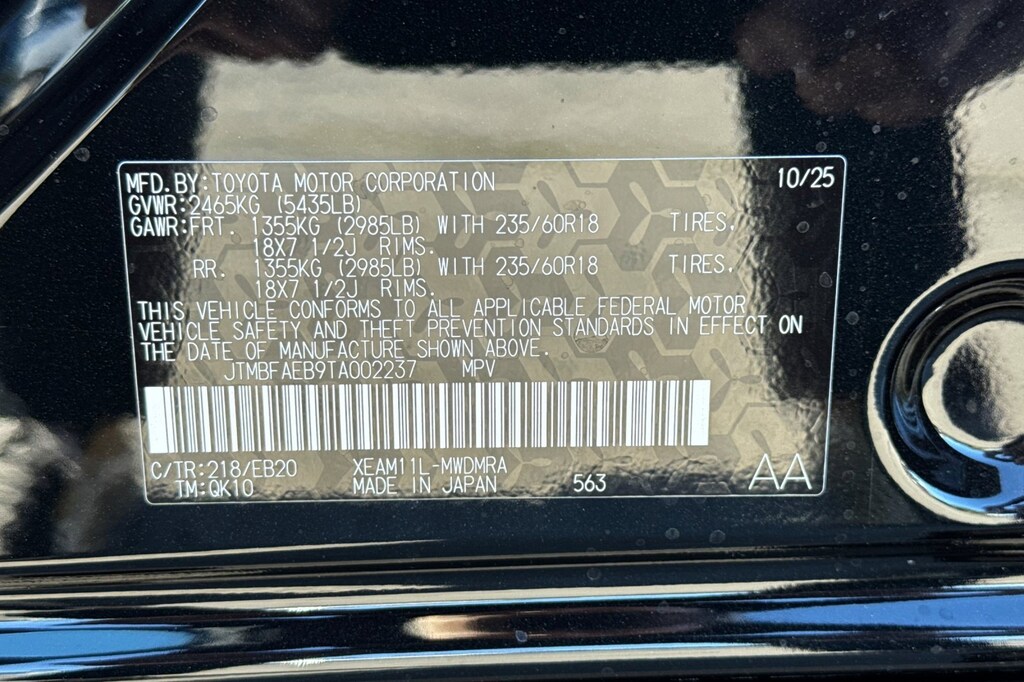 MFD.BY:TOYOTA MOTOR CORPORATION 10/25
GVWR:2465KG (5435LB)
GAWR:FRT. 1355KG (2985LB) WITH 235/60R18 TIRES,
18X7 1/2J RIMS.
RR. 1355KG (2985LB) WITH 235/60R18 TIRES,
18X7 1/2J RIMS.
THIS VEHICLE CONFORMS TO ALL APPLICABLE FEDERAL MOTOR
VEHICLE SAFETY AND THEFT PREVENTION STANDARDS IN EFFECT ON
THE DATE OF MANUFACTURE SHOWN ABOVE.
JTMBFAEB9TA002237 MPV
C/TR:218/EB20 XEAM11L-MWDMRA
TM:QK10 MADE IN JAPAN 563 AA